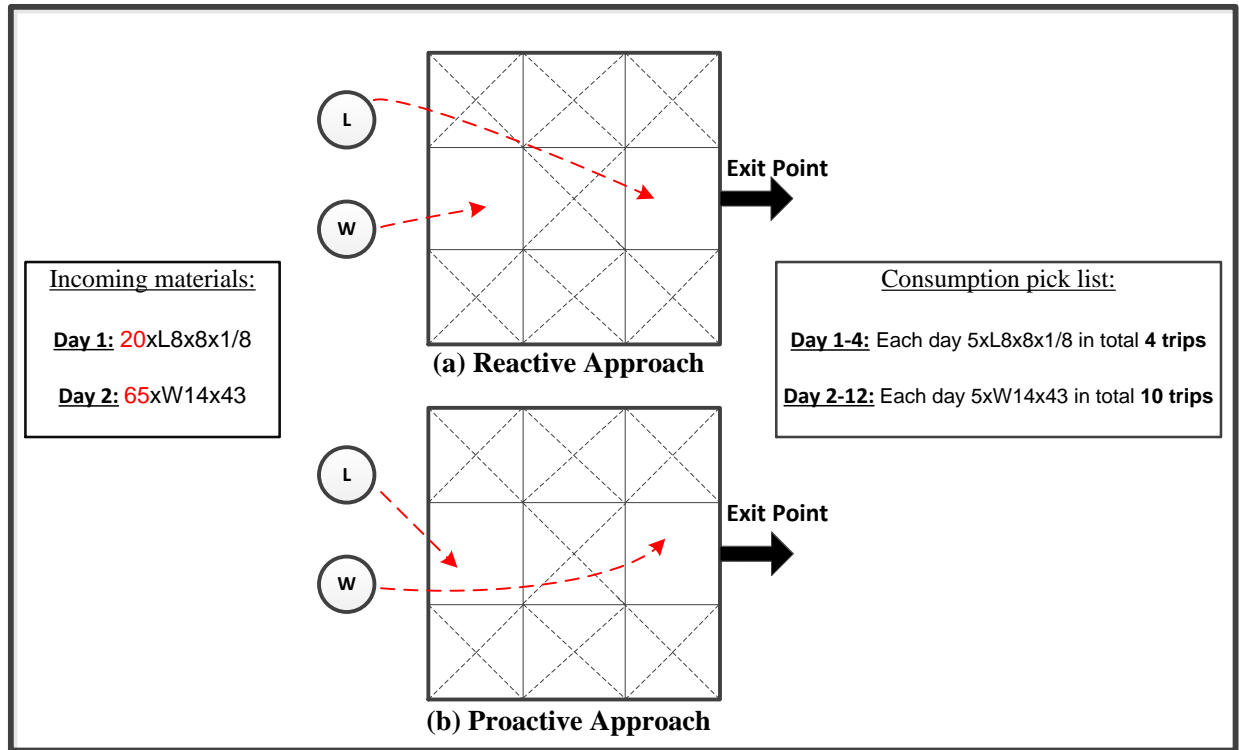 L
W
Exit Point
Incoming materials:
Day 1: 20xL8x8x1/8
Day 2: 65xW14x43
Consumption pick list:
Day 1-4: Each day 5xL8x8x1/8 in total 4 trips
Day 2-12: Each day 5xW14x43 in total 10 trips
(a) Reactive Approach
L
W
Exit Point
(b) Proactive Approach